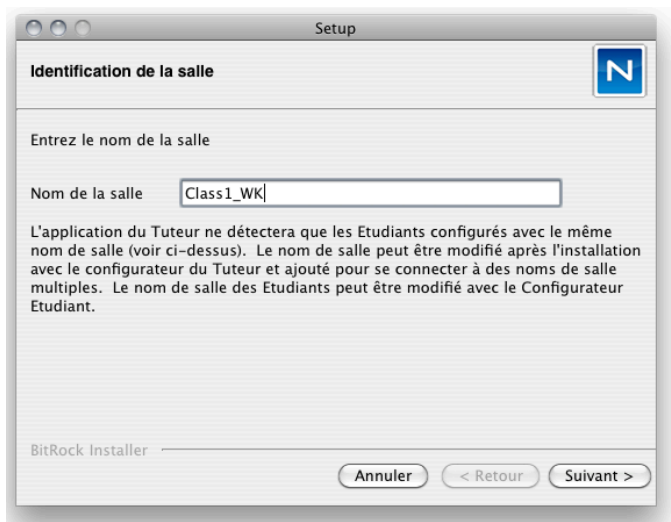 Setup
Identification de la salle
N
Entrez le nom de la salle
Nom de la salle Class1_WK
L'application du Tuteur ne détectera que les Etudiants configurés avec le même
nom de salle (voir ci-dessus). Le nom de salle peut être modifié après l'installation
avec le configurateur du Tuteur et ajouté pour se connecter à des noms de salle
multiples. Le nom de salle des Etudiants peut être modifié avec le Configurateur
Etudiant.
BitRock Installer
Annuler < Retour Suivant >